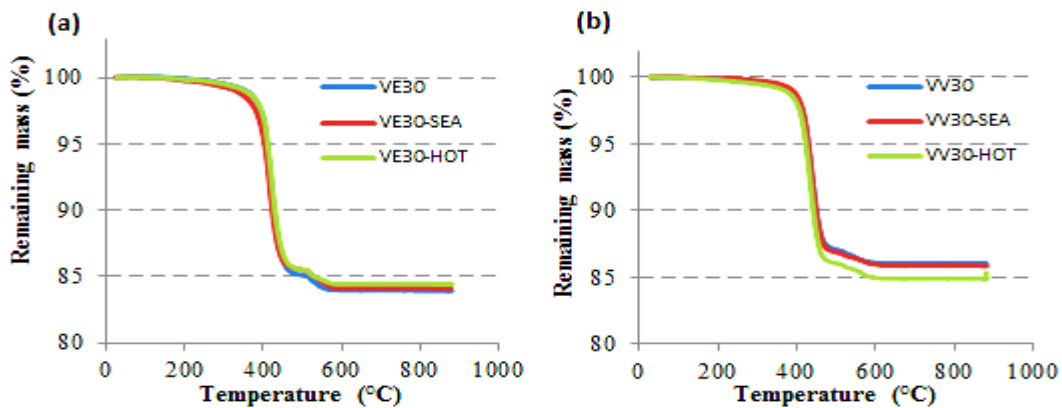 (a)
Remaining mass (%)
100
95
90
85
80
0 200 400 600 800 1000
Temperature (°C)
VE30
VE30-SEA
VE30-HOT
(b)
Remaining mass (%)
100
95
90
85
80
0 200 400 600 800 1000
Temperature (°C)
VV30
VV30-SEA
VV30-HOT